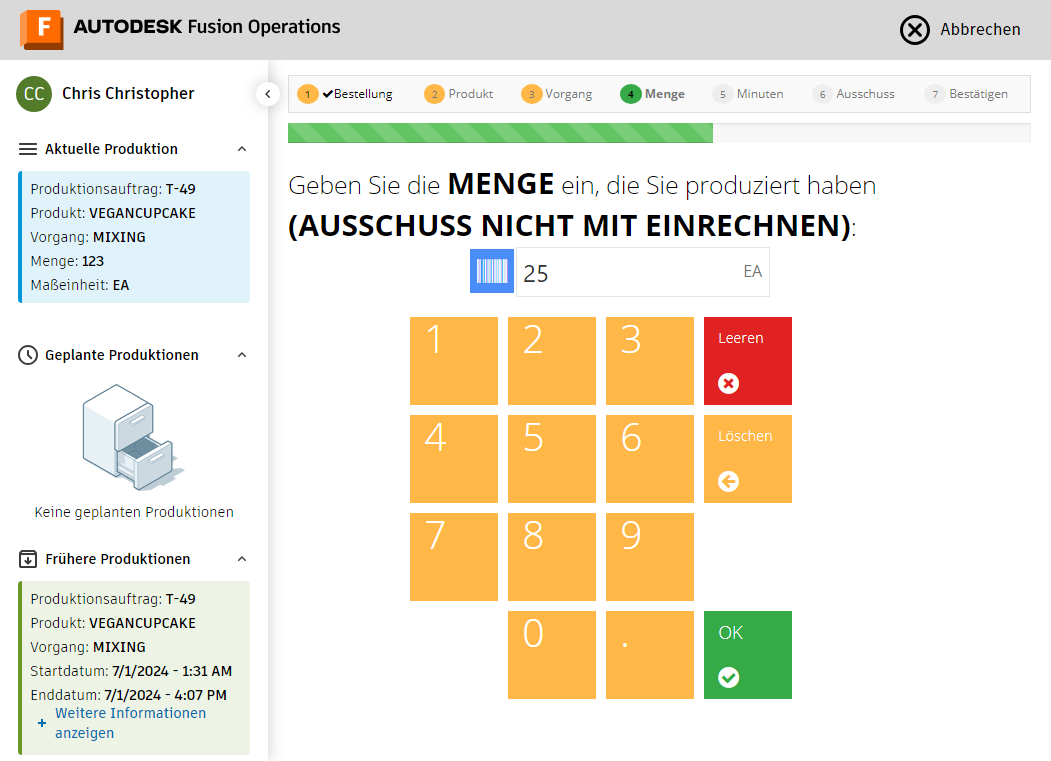 F AUTODESK Fusion Operations
Abbrechen
CC Chris Christopher
1 Bestellung 2 Produkt 3 Vorgang 4 Menge 5 Minuten 6 Ausschuss 7 Bestätigen
Aktuelle Produktion
Produktionsauftrag: T-49
Produkt: VEGANCUPCAKE
Vorgang: MIXING
Menge: 123
Maßeinheit: EA
Geplante Produktionen
Keine geplanten Produktionen
Frühere Produktionen
Produktionsauftrag: T-49
Produkt: VEGANCUPCAKE
Vorgang: MIXING
Startdatum: 7/1/2024 - 1:31 AM
Enddatum: 7/1/2024 - 4:07 PM
+ Weitere Informationen
anzeigen
Geben Sie die MENGE ein, die Sie produziert haben
(AUSSCHUSS NICHT MIT EINRECHNEN):
25 EA
1 2 3 Leeren
4 5 6 Löschen
7 8 9
0 . OK